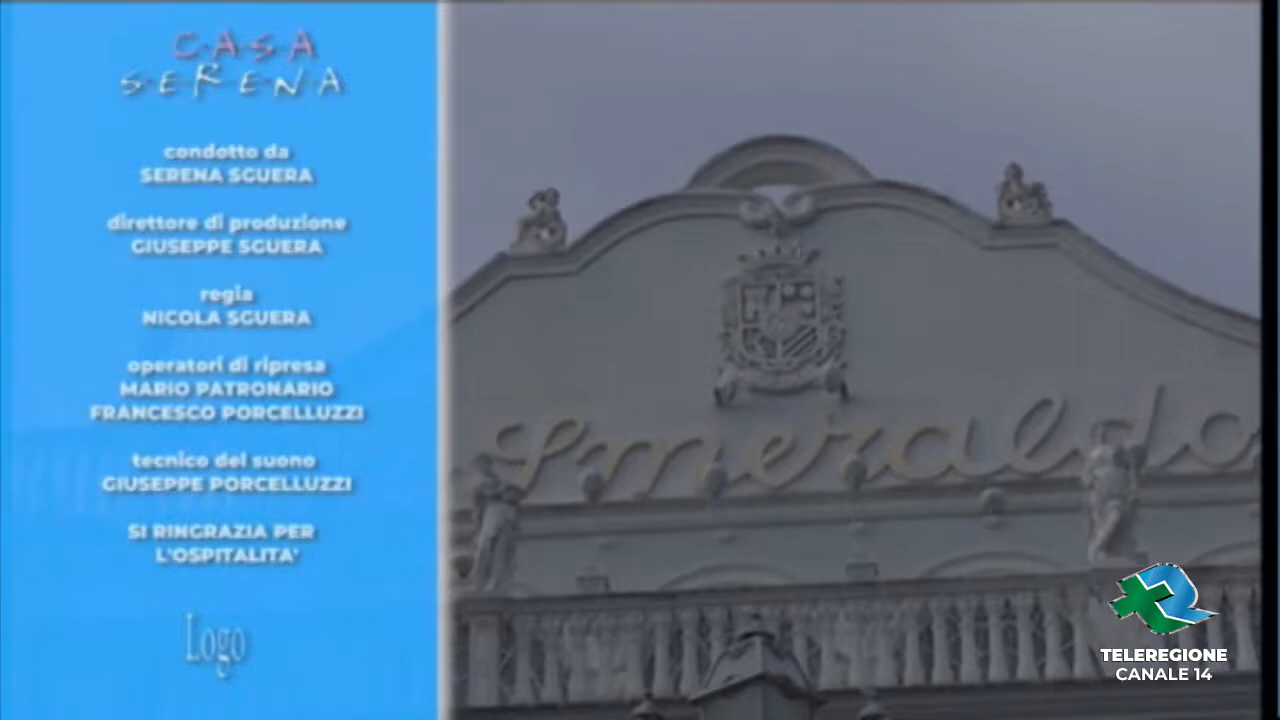 CASA
SERENA
condotto da
SERENA SGUERA
direttore di produzione
GIUSEPPE SGUERA
regia
NICOLA SGUERA
operatori di ripresa
MARIO PATRONARIO
FRANCESCO PORCELLUZZI
tecnico del suono
GIUSEPPE PORCELLUZZI
SI RINGRAZIA PER
L'OSPITALITA'
Logo
Smeraldo
TELEREGIONE
CANALE 14